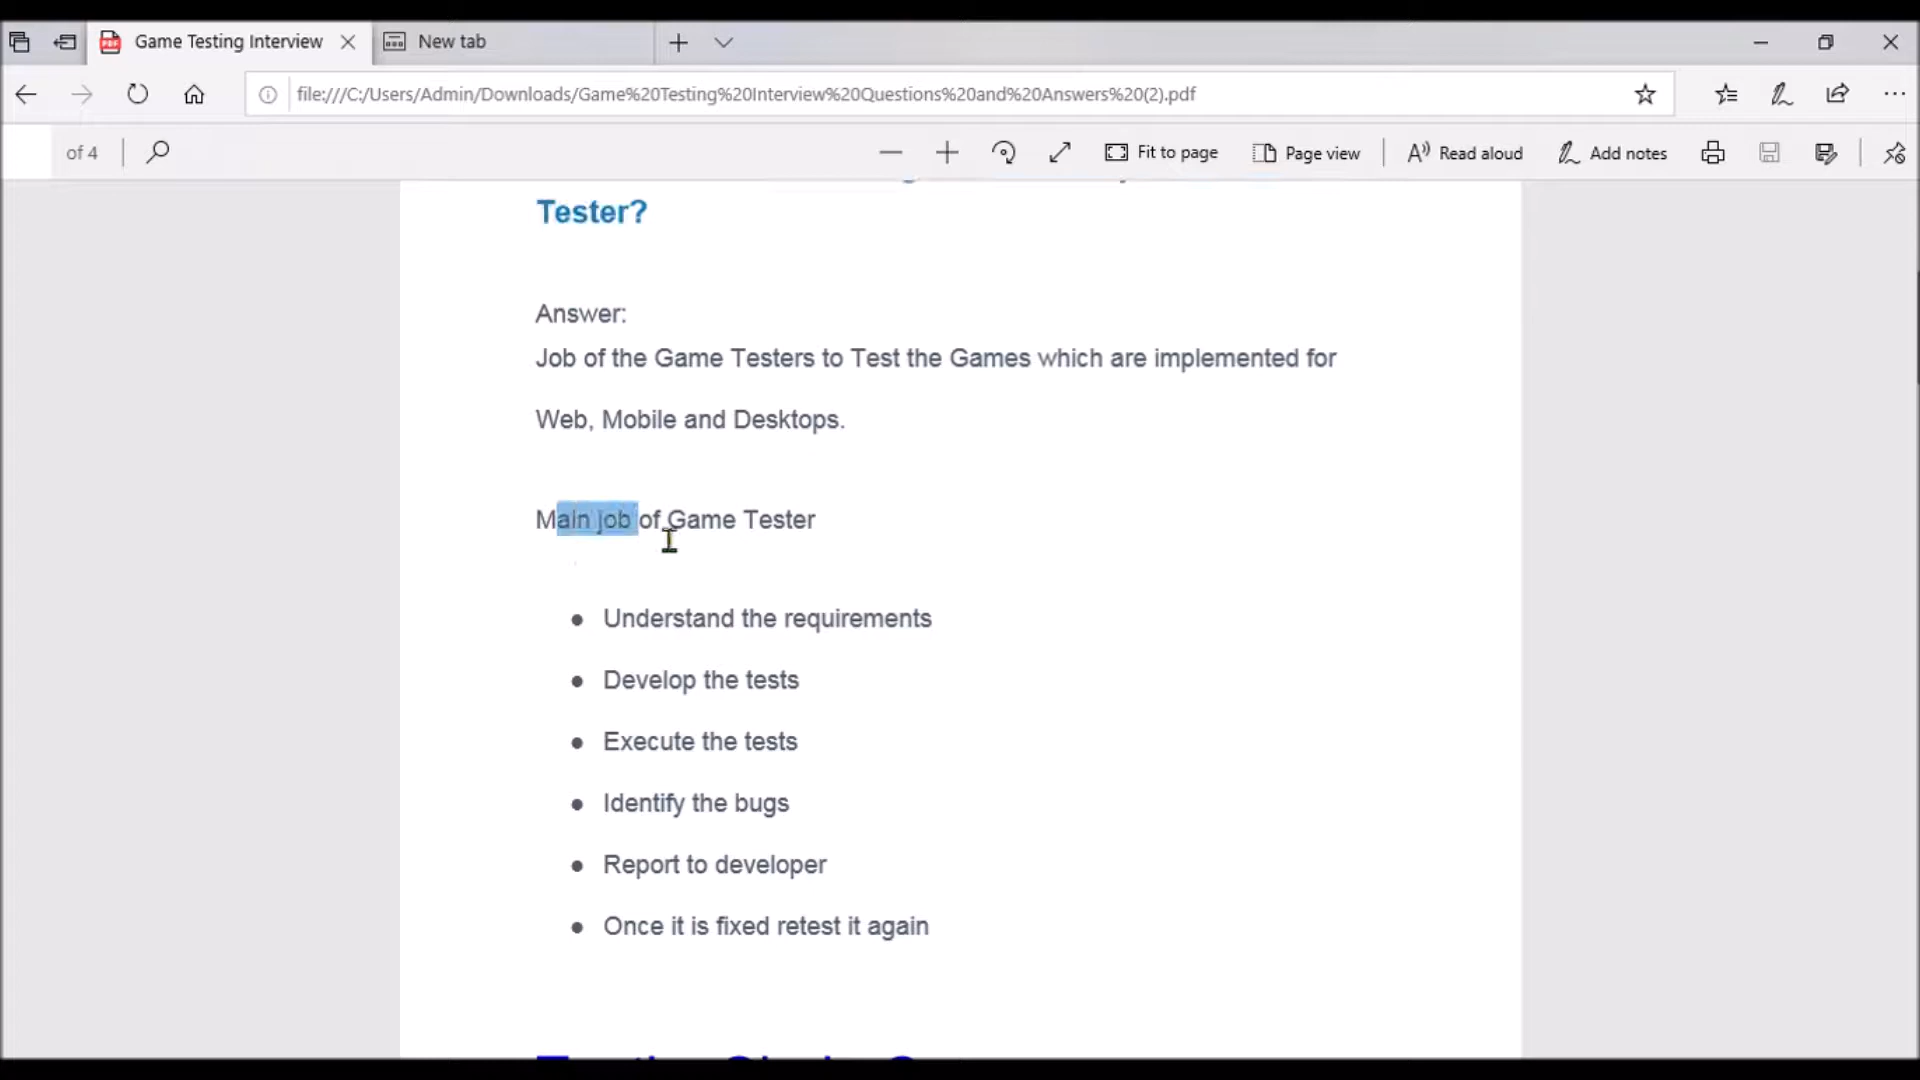 Game Testing Interview
New tab
file:///C:/Users/Admin/Downloads/Game%20Testing%20Interview%20Questions%20and%20Answers%20(2).pdf
of 4
Fit to page
Page view
Read aloud
Add notes
Tester?
Answer:
Job of the Game Testers to Test the Games which are implemented for
Web, Mobile and Desktops.
Main job of Game Tester
● Understand the requirements
● Develop the tests
● Execute the tests
● Identify the bugs
● Report to developer
● Once it is fixed retest it again